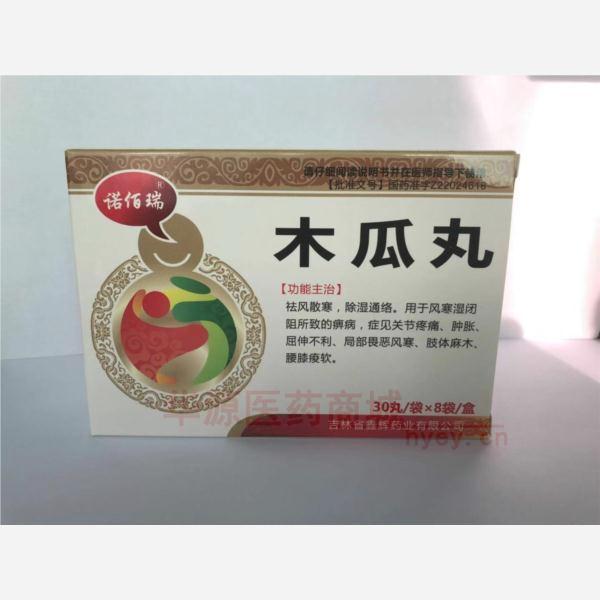 请仔细阅读说明书并在医师指导下使用
【批准文号】国药准字Z22024616
诺佰瑞®
木瓜丸
【功能主治】
祛风散寒，除湿通络。用于风寒湿闭
阻所致的痹病，症见关节疼痛、肿胀、
屈伸不利、局部畏恶风寒、肢体麻木、
腰膝痠软。
华源医药商城
30丸/袋×8袋/盒
吉林省鑫辉药业有限公司
hyey.cn